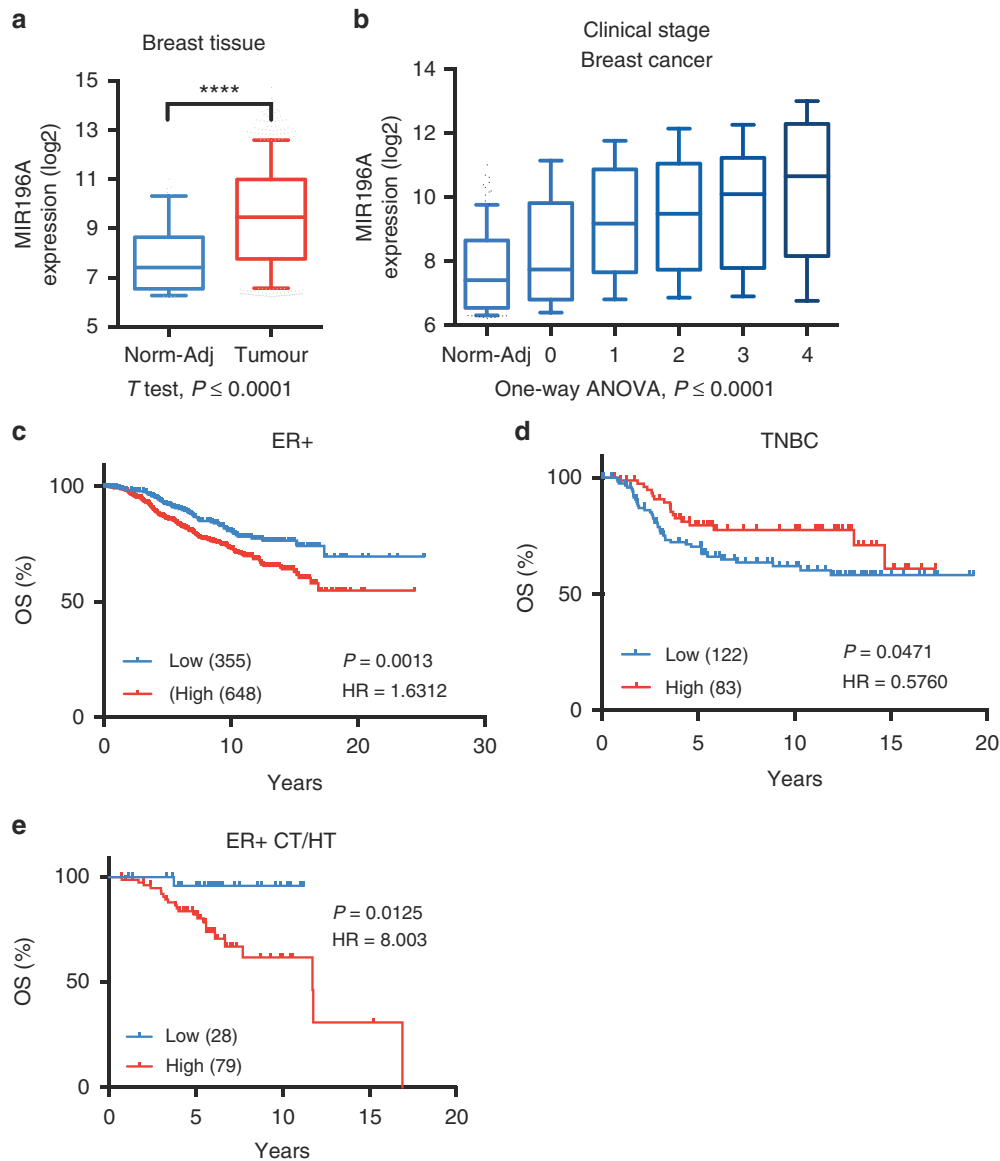 a
Breast tissue
MIR196A
expression (log2)
15
13
11
9
7
5
****
Norm-Adj Tumour
T test, P ≤ 0.0001
b
Clinical stage
Breast cancer
MIR196A
expression (log2)
14
12
10
8
6
Norm-Adj 0 1 2 3 4
One-way ANOVA, P ≤ 0.0001
c
ER+
OS (%)
100
50
0
Low (355)
(High (648)
P = 0.0013
HR = 1.6312
0 10 20 30
Years
d
TNBC
OS (%)
100
50
0
Low (122)
High (83)
P = 0.0471
HR = 0.5760
0 5 10 15 20
Years
e
ER+ CT/HT
OS (%)
100
50
0
P = 0.0125
HR = 8.003
Low (28)
High (79)
0 5 10 15 20
Years